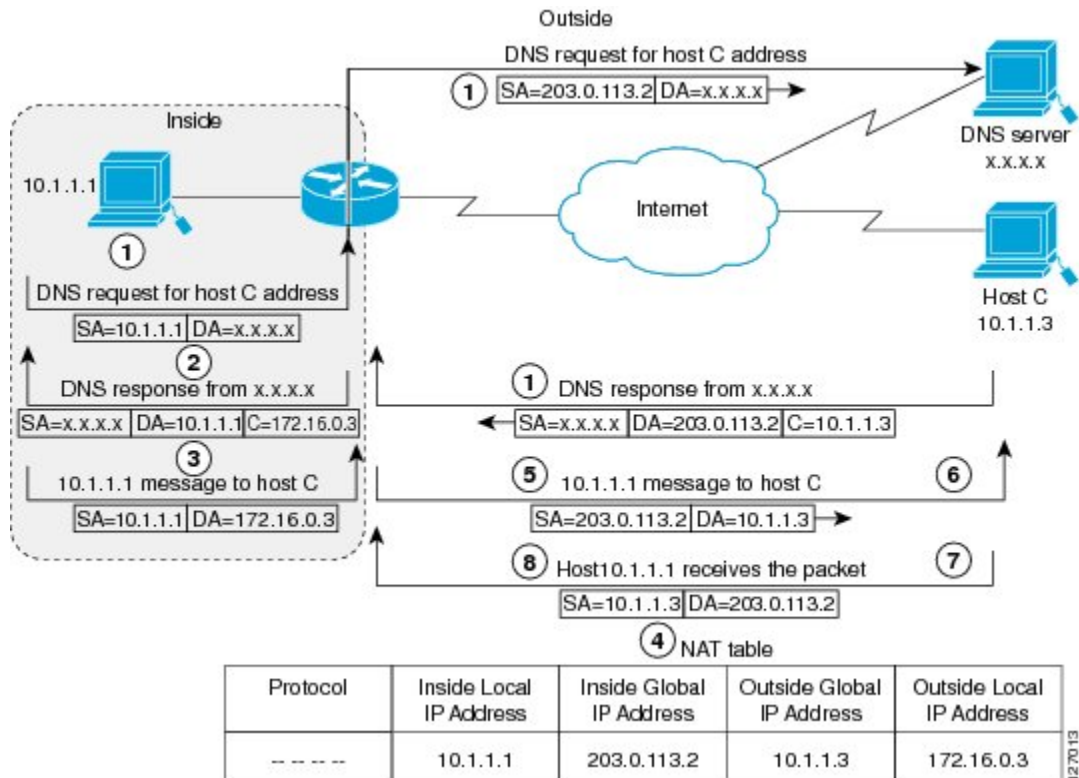 Outside
DNS request for host C address
1 SA=203.0.113.2 DA=x.x.x.x
Inside
DNS server
x.x.x.x
10.1.1.1
Internet
1
DNS request for host C address
SA=10.1.1.1 DA=x.x.x.x
Host C
10.1.1.3
2
DNS response from x.x.x.x
SA=x.x.x.x DA=10.1.1.1 C=172.16.0.3
1 DNS response from x.x.x.x
SA=x.x.x.x DA=203.0.113.2 C=10.1.1.3
3
10.1.1.1 message to host C
SA=10.1.1.1 DA=172.16.0.3
5 10.1.1.1 message to host C 6
SA=203.0.113.2 DA=10.1.1.3
8 Host10.1.1.1 receives the packet 7
SA=10.1.1.3 DA=203.0.113.2
4 NAT table
Protocol Inside Local IP Address Inside Global IP Address Outside Global IP Address Outside Local IP Address
-- -- -- -- 10.1.1.1 203.0.113.2 10.1.1.3 172.16.0.3
127013